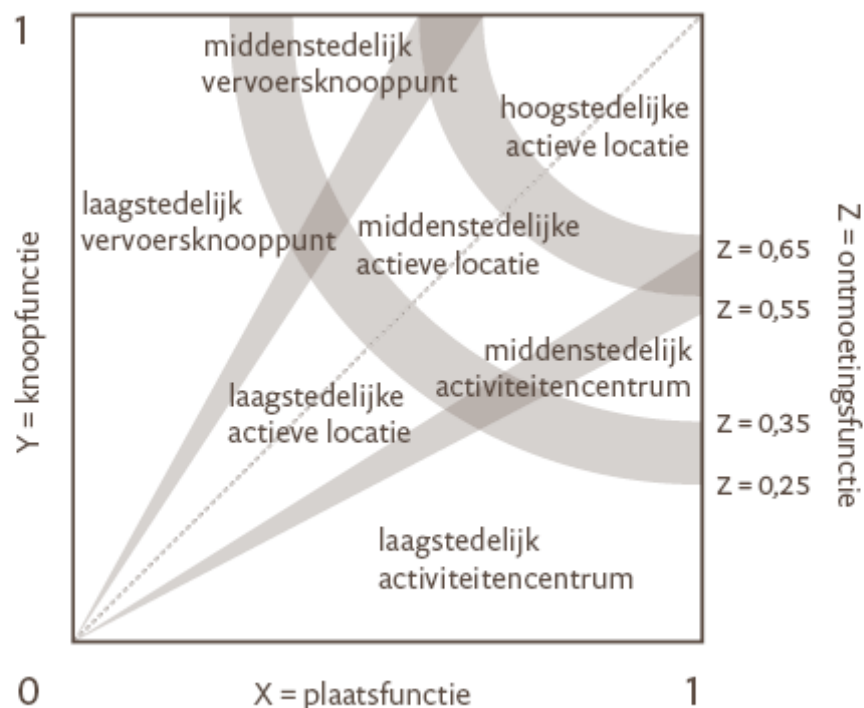 1
middenstedelijk
vervoersknooppunt
hoogstedelijke
actieve locatie
laagstedelijk
vervoersknooppunt
middenstedelijke
actieve locatie
Z = 0,65
Z = 0,55
middenstedelijk
activiteitencentrum
laagstedelijke
actieve locatie
Z = 0,35
Z = 0,25
laagstedelijk
activiteitencentrum
Y = knoopfunctie
Z = ontmoetingsfunctie
0
X = plaatsfunctie
1